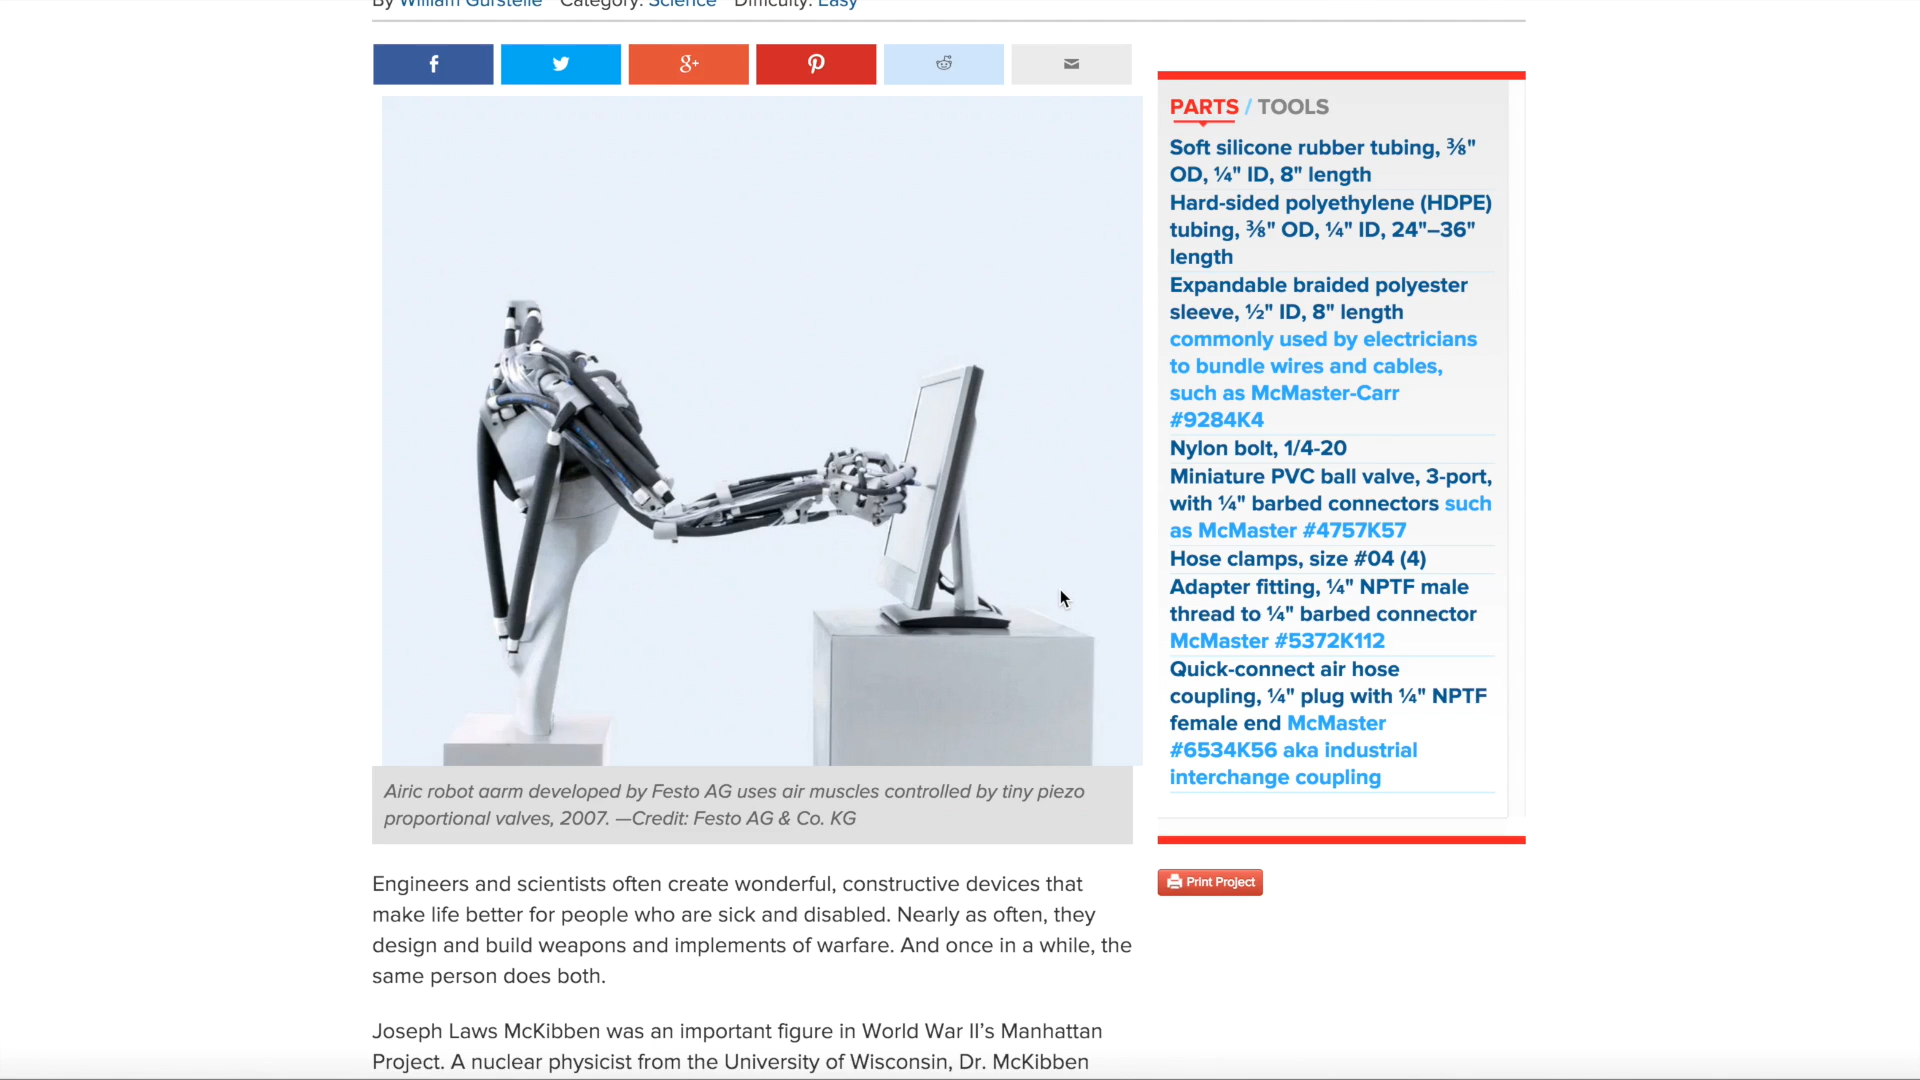 By William Gurstelle Category: Science Difficulty: Easy
f
g+
PARTS / TOOLS
Soft silicone rubber tubing, ⅜"
OD, ¼" ID, 8" length
Hard-sided polyethylene (HDPE)
tubing, ⅜" OD, ¼" ID, 24"–36"
length
Expandable braided polyester
sleeve, ½" ID, 8" length
commonly used by electricians
to bundle wires and cables,
such as McMaster-Carr
#9284K4
Nylon bolt, 1/4-20
Miniature PVC ball valve, 3-port,
with ¼" barbed connectors such
as McMaster #4757K57
Hose clamps, size #04 (4)
Adapter fitting, ¼" NPTF male
thread to ¼" barbed connector
McMaster #5372K112
Quick-connect air hose
coupling, ¼" plug with ¼" NPTF
female end McMaster
#6534K56 aka industrial
interchange coupling
Print Project
Airic robot aarm developed by Festo AG uses air muscles controlled by tiny piezo
proportional valves, 2007. —Credit: Festo AG & Co. KG
Engineers and scientists often create wonderful, constructive devices that
make life better for people who are sick and disabled. Nearly as often, they
design and build weapons and implements of warfare. And once in a while, the
same person does both.
Joseph Laws McKibben was an important figure in World War II's Manhattan
Project. A nuclear physicist from the University of Wisconsin, Dr. McKibben